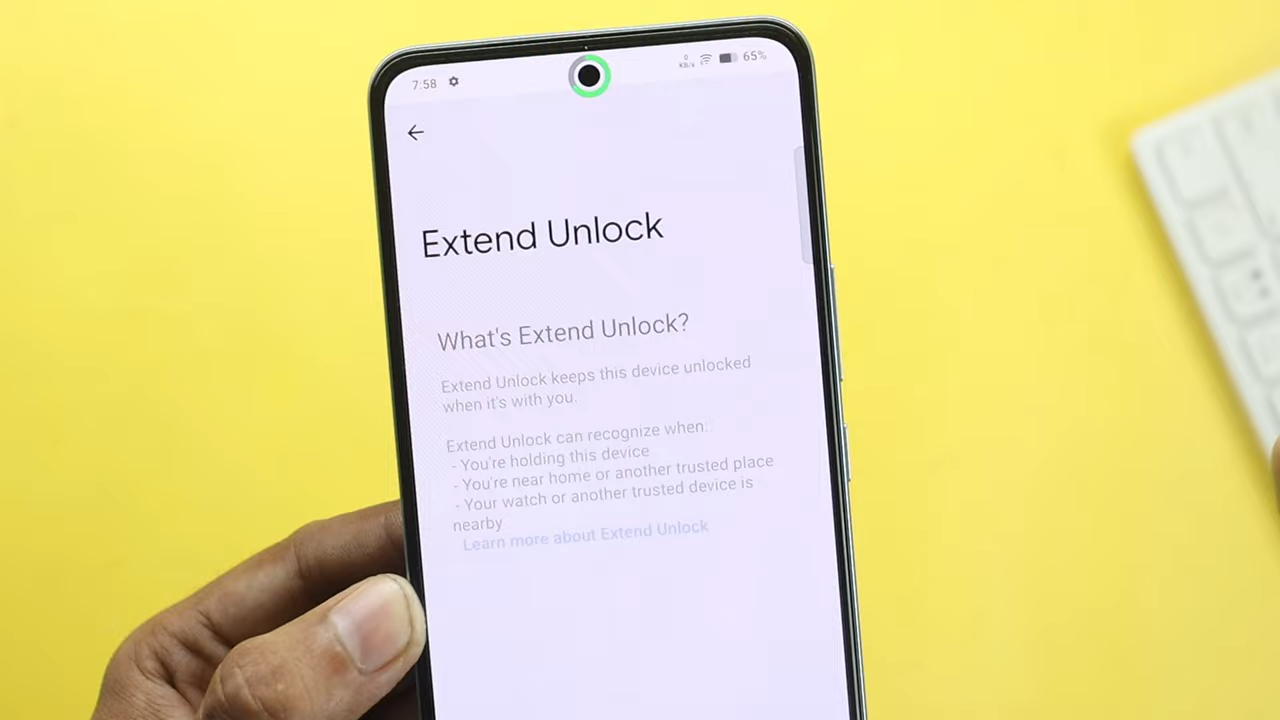 7:58 0 KB/s 65%
Extend Unlock
What's Extend Unlock?
Extend Unlock keeps this device unlocked
when it's with you.
Extend Unlock can recognize when:
- You're holding this device
- You're near home or another trusted place
- Your watch or another trusted device is
nearby
Learn more about Extend Unlock